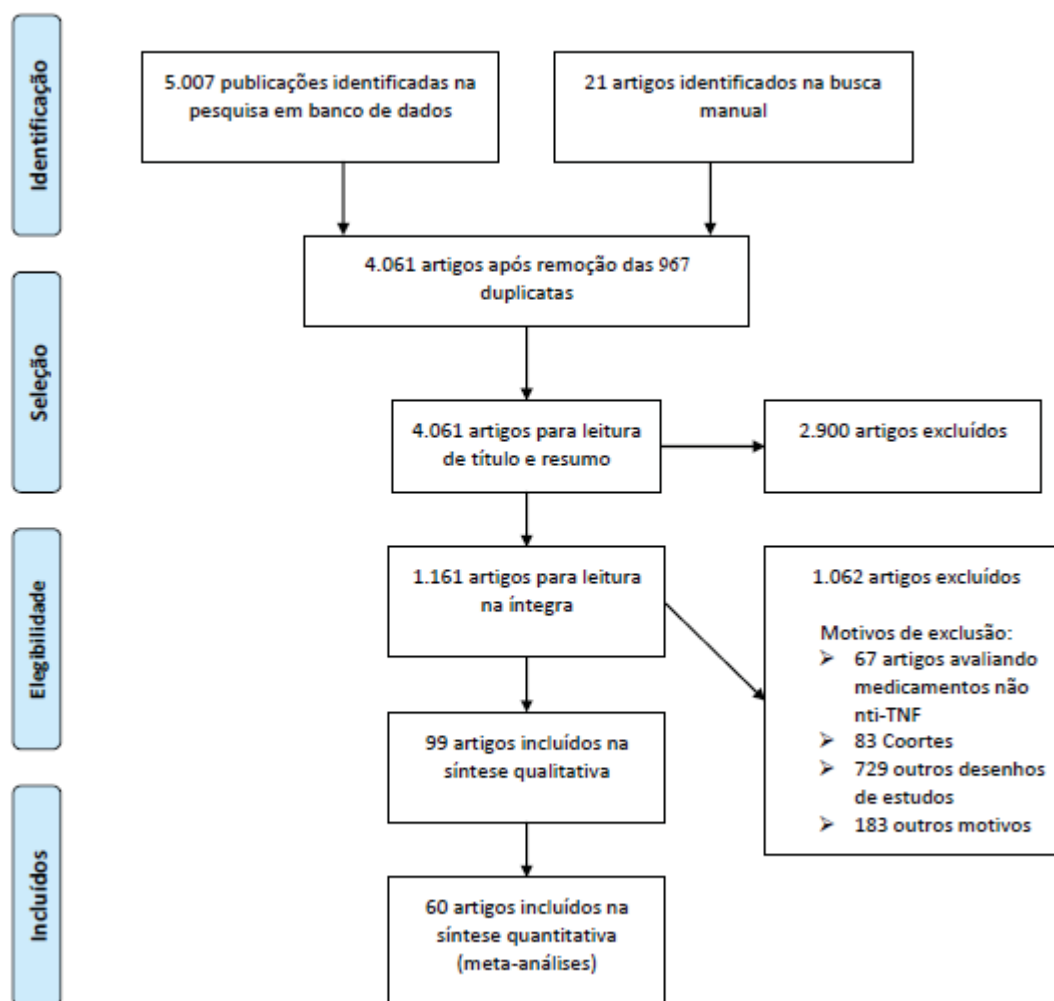 Identificação
5.007 publicações identificadas na
pesquisa em banco de dados
21 artigos identificados na busca
manual
4.061 artigos após remoção das 967
duplicatas
Seleção
4.061 artigos para leitura
de título e resumo
2.900 artigos excluídos
Elegibilidade
1.161 artigos para leitura
na íntegra
1.062 artigos excluídos
Motivos de exclusão:
➢ 67 artigos avaliando
medicamentos não
nti-TNF
➢ 83 Coortes
➢ 729 outros desenhos
de estudos
➢ 183 outros motivos
99 artigos incluídos na
síntese qualitativa
Incluídos
60 artigos incluídos na
síntese quantitativa
(meta-análises)